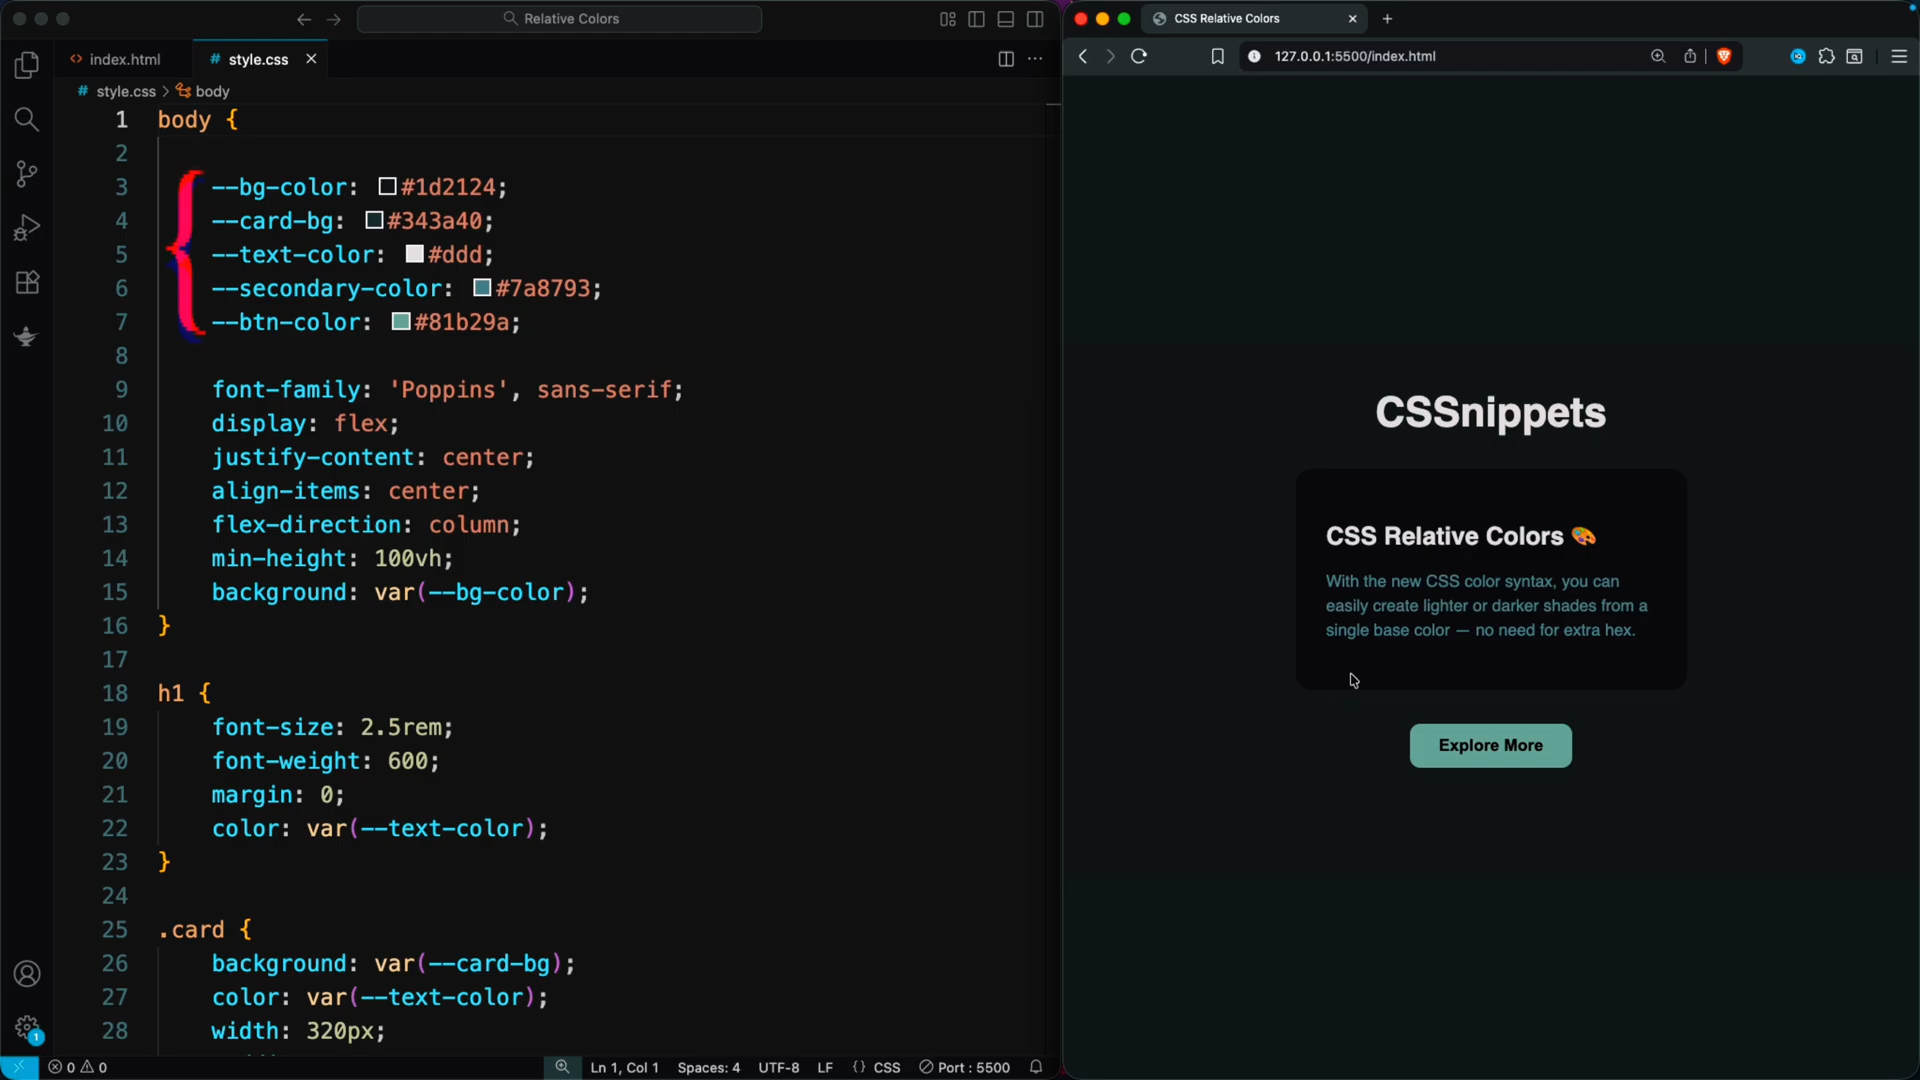 Relative Colors
index.html
style.css
style.css > body
1 body {
2
3 --bg-color: #1d2124;
4 --card-bg: #343a40;
5 --text-color: #ddd;
6 --secondary-color: #7a8793;
7 --btn-color: #81b29a;
8
9 font-family: 'Poppins', sans-serif;
10 display: flex;
11 justify-content: center;
12 align-items: center;
13 flex-direction: column;
14 min-height: 100vh;
15 background: var(--bg-color);
16 }
17
18 h1 {
19 font-size: 2.5rem;
20 font-weight: 600;
21 margin: 0;
22 color: var(--text-color);
23 }
24
25 .card {
26 background: var(--card-bg);
27 color: var(--text-color);
28 width: 320px;
1
0 0
Ln 1, Col 1 Spaces: 4 UTF-8 LF {} CSS Port : 5500
CSS Relative Colors
127.0.0.1:5500/index.html
CSSnippets
CSS Relative Colors 🎨
With the new CSS color syntax, you can
easily create lighter or darker shades from a
single base color — no need for extra hex.
Explore More